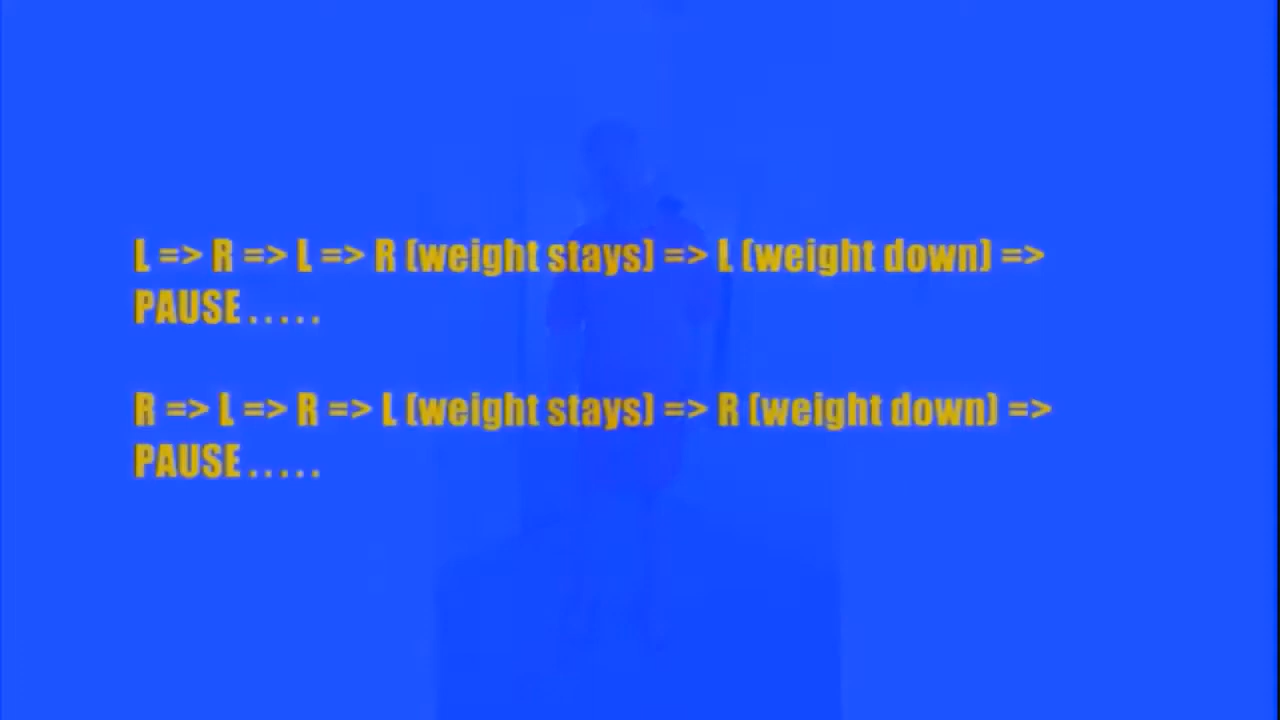 L => R => L => R (weight stays) => L (weight down) =>
PAUSE . . . . .
R => L => R => L (weight stays) => R (weight down) =>
PAUSE . . . . .